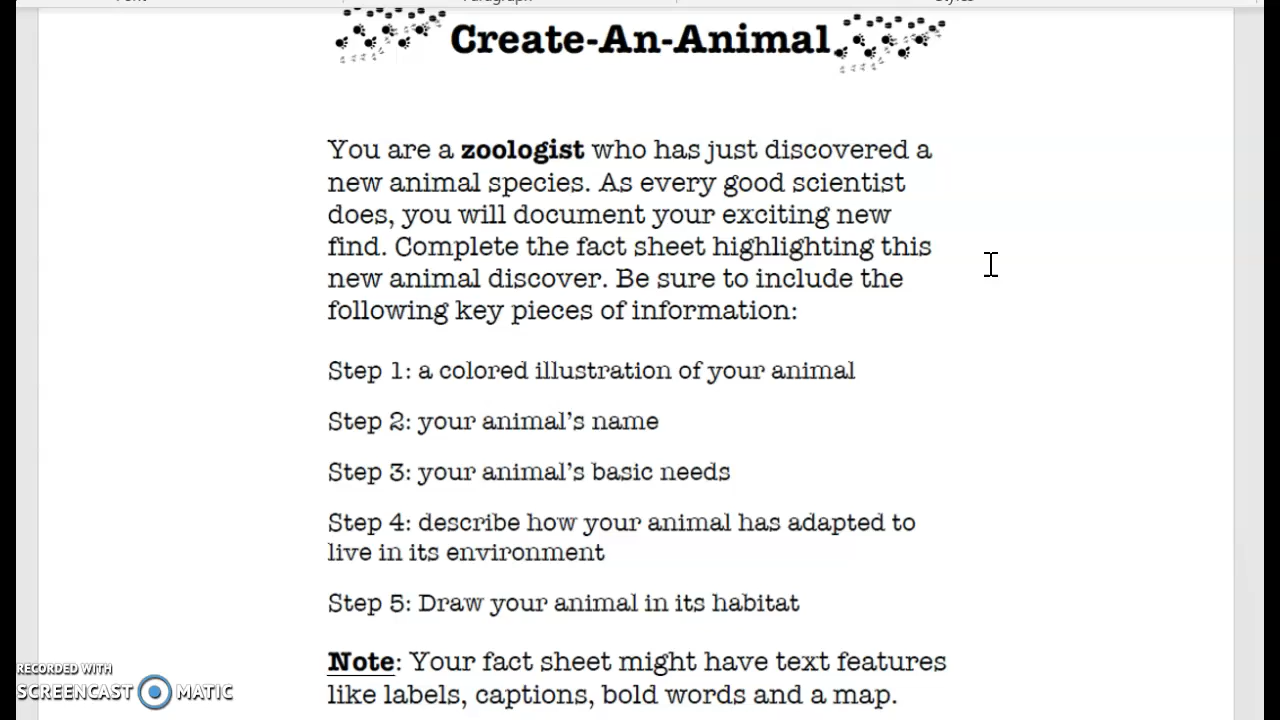 Paragraph
Create-An-Animal
You are a zoologist who has just discovered a
new animal species. As every good scientist
does, you will document your exciting new
find. Complete the fact sheet highlighting this
new animal discover. Be sure to include the
following key pieces of information:
Step 1: a colored illustration of your animal
Step 2: your animal's name
Step 3: your animal's basic needs
Step 4: describe how your animal has adapted to
live in its environment
Step 5: Draw your animal in its habitat
Note: Your fact sheet might have text features
like labels, captions, bold words and a map.
RECORDED WITH
SCREENCAST MATIC